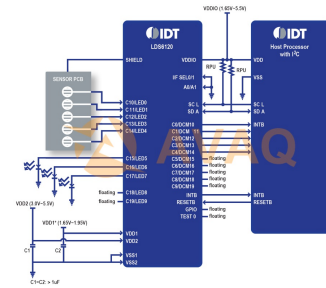 VDDIO (1.65V~5.5V)
IDT
LDS6120
IDT
Host Processor
with I²C
SHIELD
VDDIO
RPU
RPU
VDD
SENSOR PCB
I/F SEL0/1
A0/A1
VSS
SC L
SD A
SC L
SD A
C10/LED0
C11/LED1
C12/LED2
C13/LED3
C14/LED4
C0/DCM10
C1/DCM11
C2/DCM12
C3/DCM13
C4/DCM14
C5/DCM15
C6/DCM16
C7/DCM17
C8/DCM18
C9/DCM19
INTB
floating
floating
floating
floating
floating
AVAQ
C15/LED5
C16/LED6
C17/LED7
floating
C18/LED8
floating
C19/LED9
INTB
RESETB
GPIO
floating
TEST 0
floating
INTB
RESETB
VDD2 (3.0V~5.5V)
VDD1* (1.65V~1.95V)
VDD1
VDD2
C1
C2
VSS1
VSS2
C1=C2: > 1uF